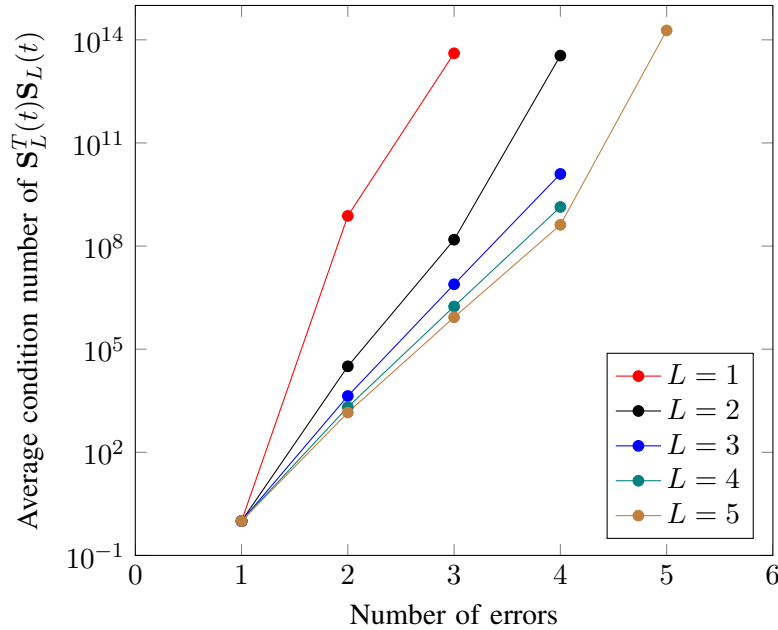 10^14
10^11
10^8
10^5
10^2
10^−1
0 1 2 3 4 5 6
Number of errors
Average condition number of S_L^T(t)S_L(t)
L = 1
L = 2
L = 3
L = 4
L = 5